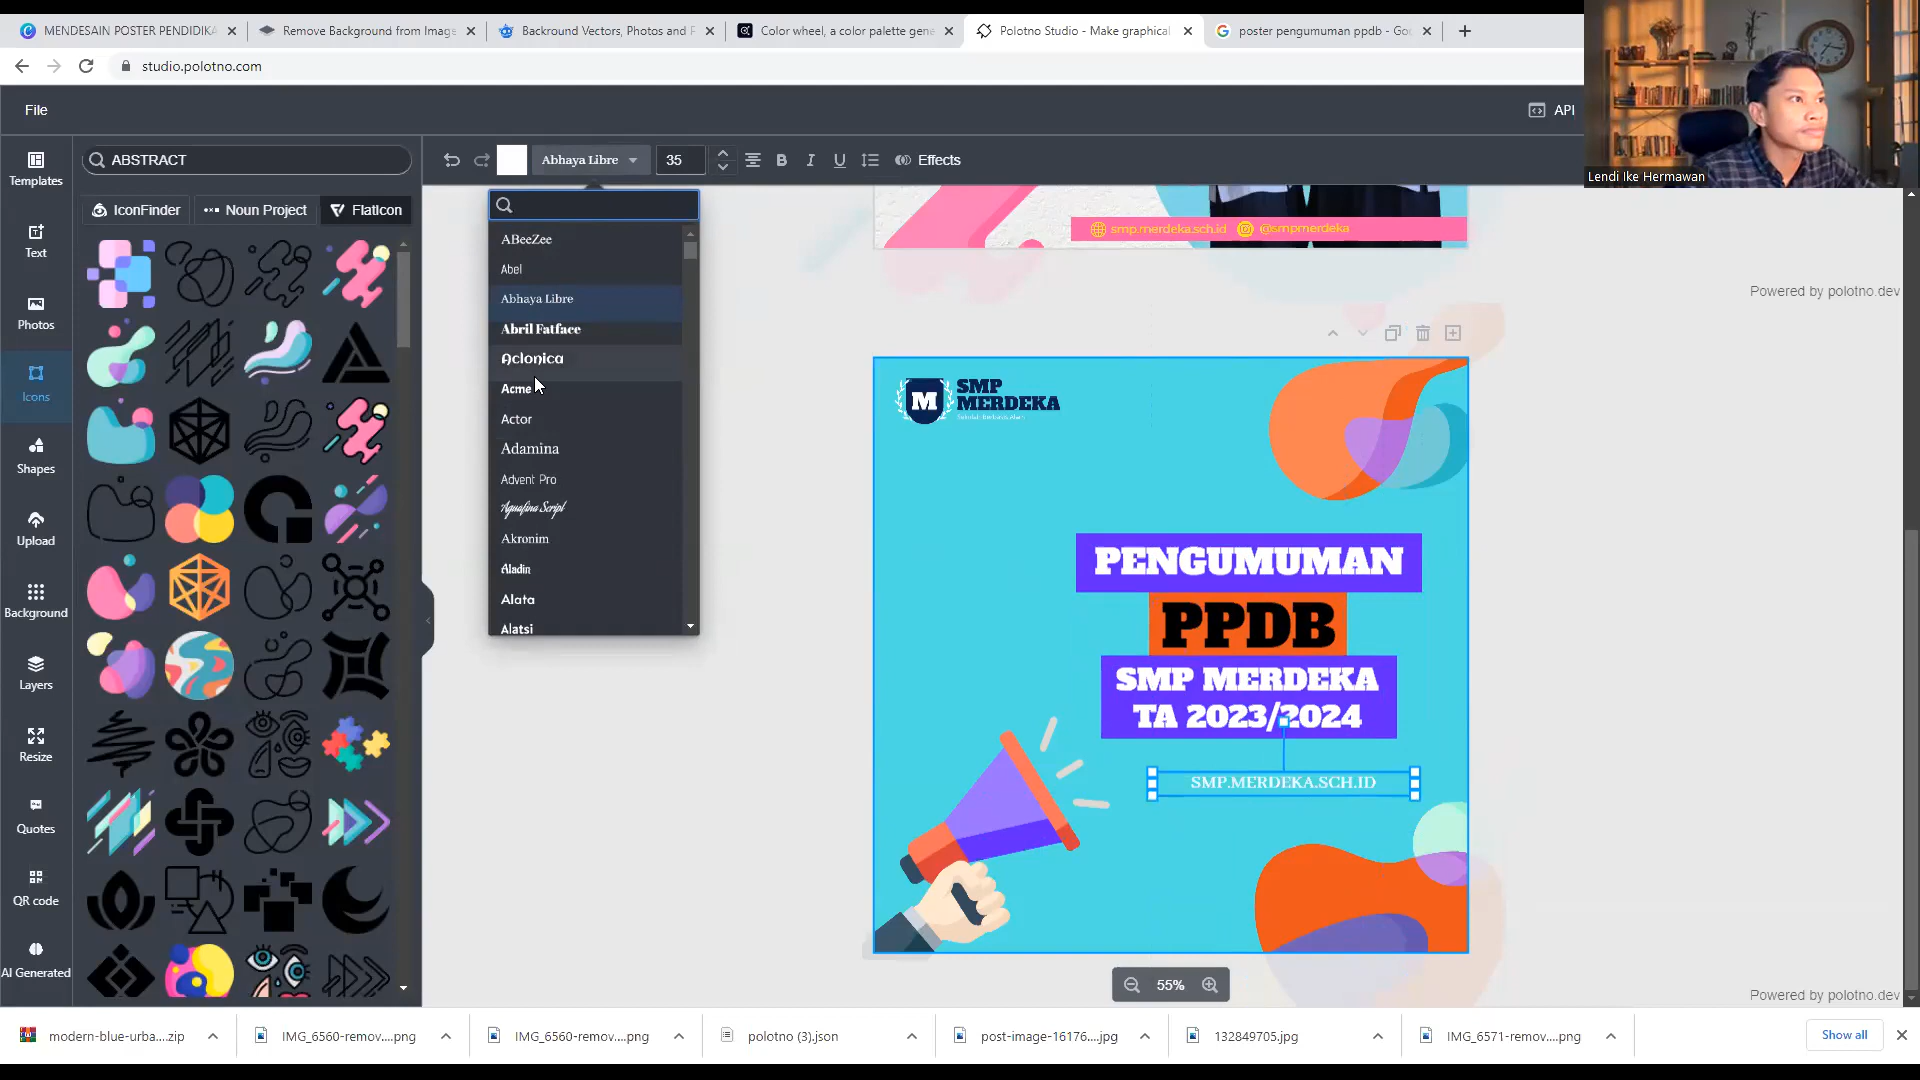 MENDESAIN POSTER PENDIDIKA
Remove Background from Image
Backround Vectors, Photos and F
Color wheel, a color palette gene
Polotno Studio - Make graphical
poster pengumuman ppdb - Goo
studio.polotno.com
File
API
Lendi Ike Hermawan
Templates
Text
Photos
Icons
Shapes
Upload
Background
Layers
Resize
Quotes
QR code
AI Generated
ABSTRACT
IconFinder
Noun Project
FlatIcon
Abhaya Libre
35
B
I
U
Effects
ABeeZee
Abel
Abhaya Libre
Abril Fatface
Aclonica
Acme
Actor
Adamina
Advent Pro
Aguafina Script
Akronim
Aladin
Alata
Alatsi
smp.merdeka.sch.id
@smpmerdeka
Powered by polotno.dev
M
SMP
MERDEKA
Sekolah Berbasis Alam
PENGUMUMAN
PPDB
SMP MERDEKA
TA 2023/2024
SMP.MERDEKA.SCH.ID
55%
Powered by polotno.dev
modern-blue-urba....zip
IMG_6560-remov....png
IMG_6560-remov....png
polotno (3).json
post-image-16176....jpg
132849705.jpg
IMG_6571-remov....png
Show all